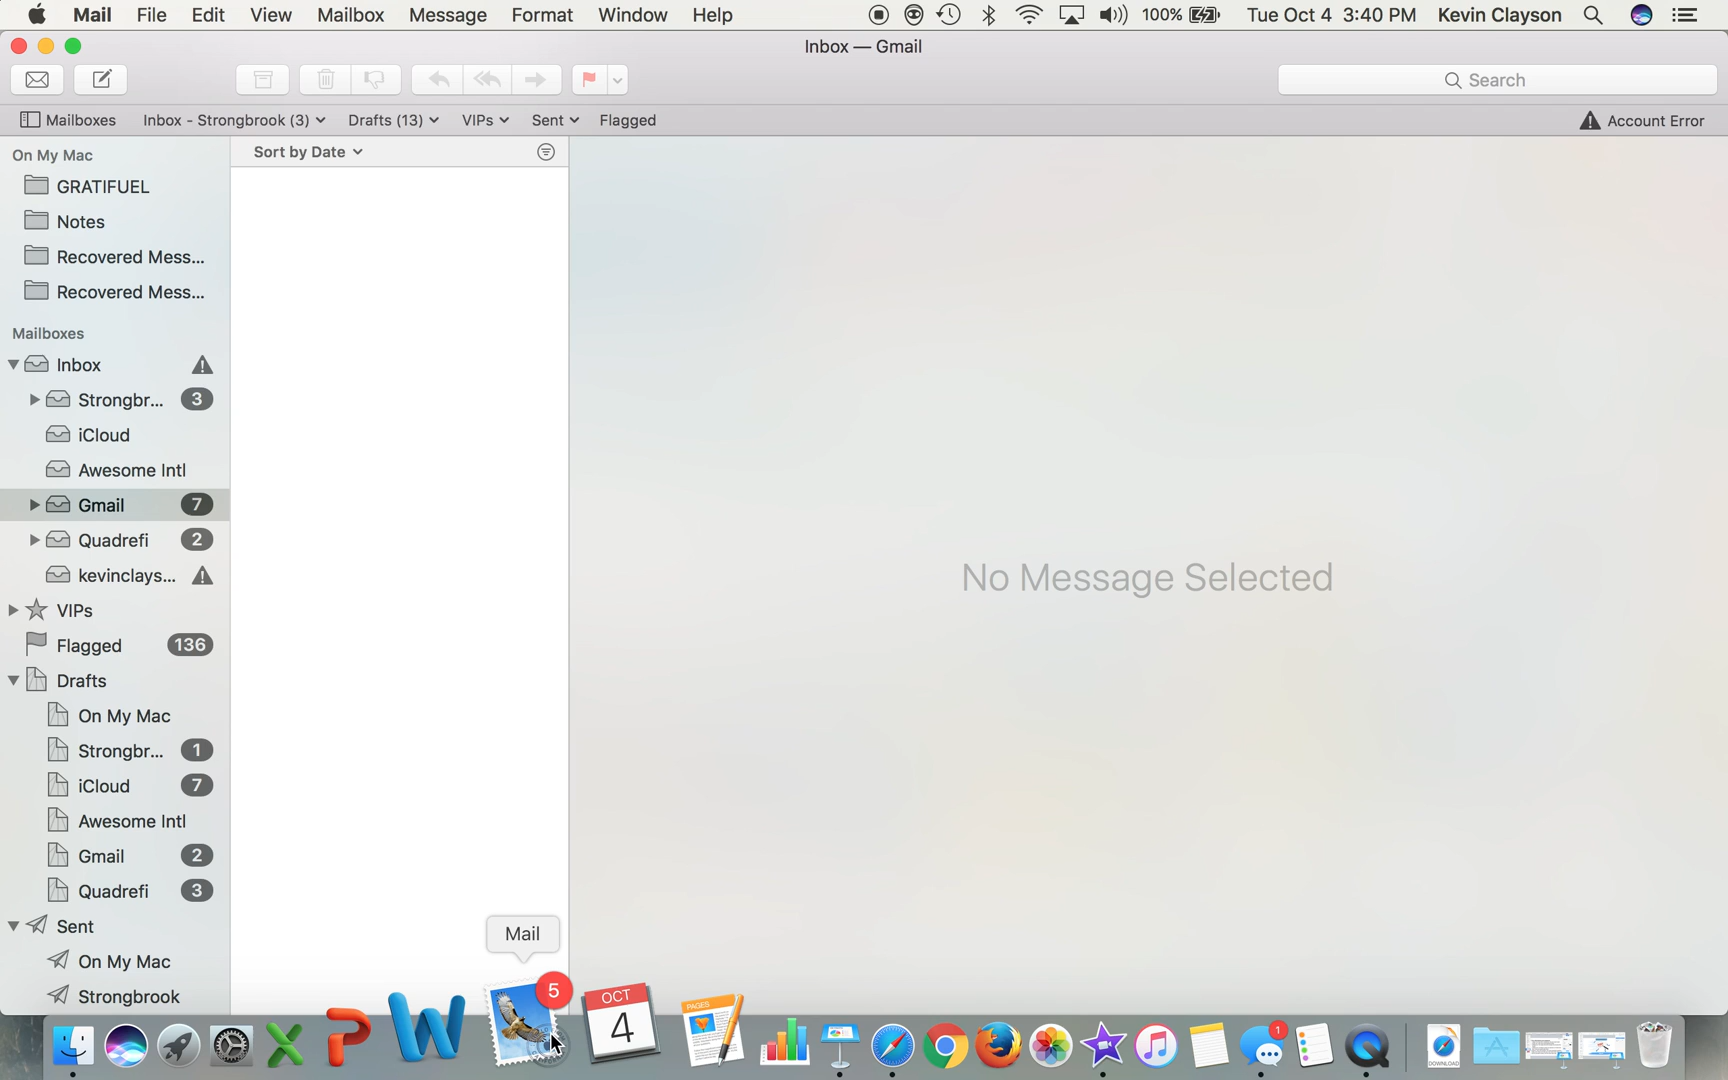 Mail File Edit View Mailbox Message Format Window Help 100% Tue Oct 4 3:40 PM Kevin Clayson
Inbox — Gmail
Search
Mailboxes Inbox - Strongbrook (3) Drafts (13) VIPs Sent Flagged Account Error
On My Mac
Sort by Date
GRATIFUEL
Notes
Recovered Mess...
Recovered Mess...
Mailboxes
Inbox
Strongbr... 3
iCloud
Awesome Intl
Gmail 7
Quadrefi 2
kevinclays...
No Message Selected
VIPs
Flagged 136
Drafts
On My Mac
Strongbr... 1
iCloud 7
Awesome Intl
Gmail 2
Quadrefi 3
Sent
On My Mac
Strongbrook
Mail
5
OCT
4
PAGES
1
DOWNLOAD